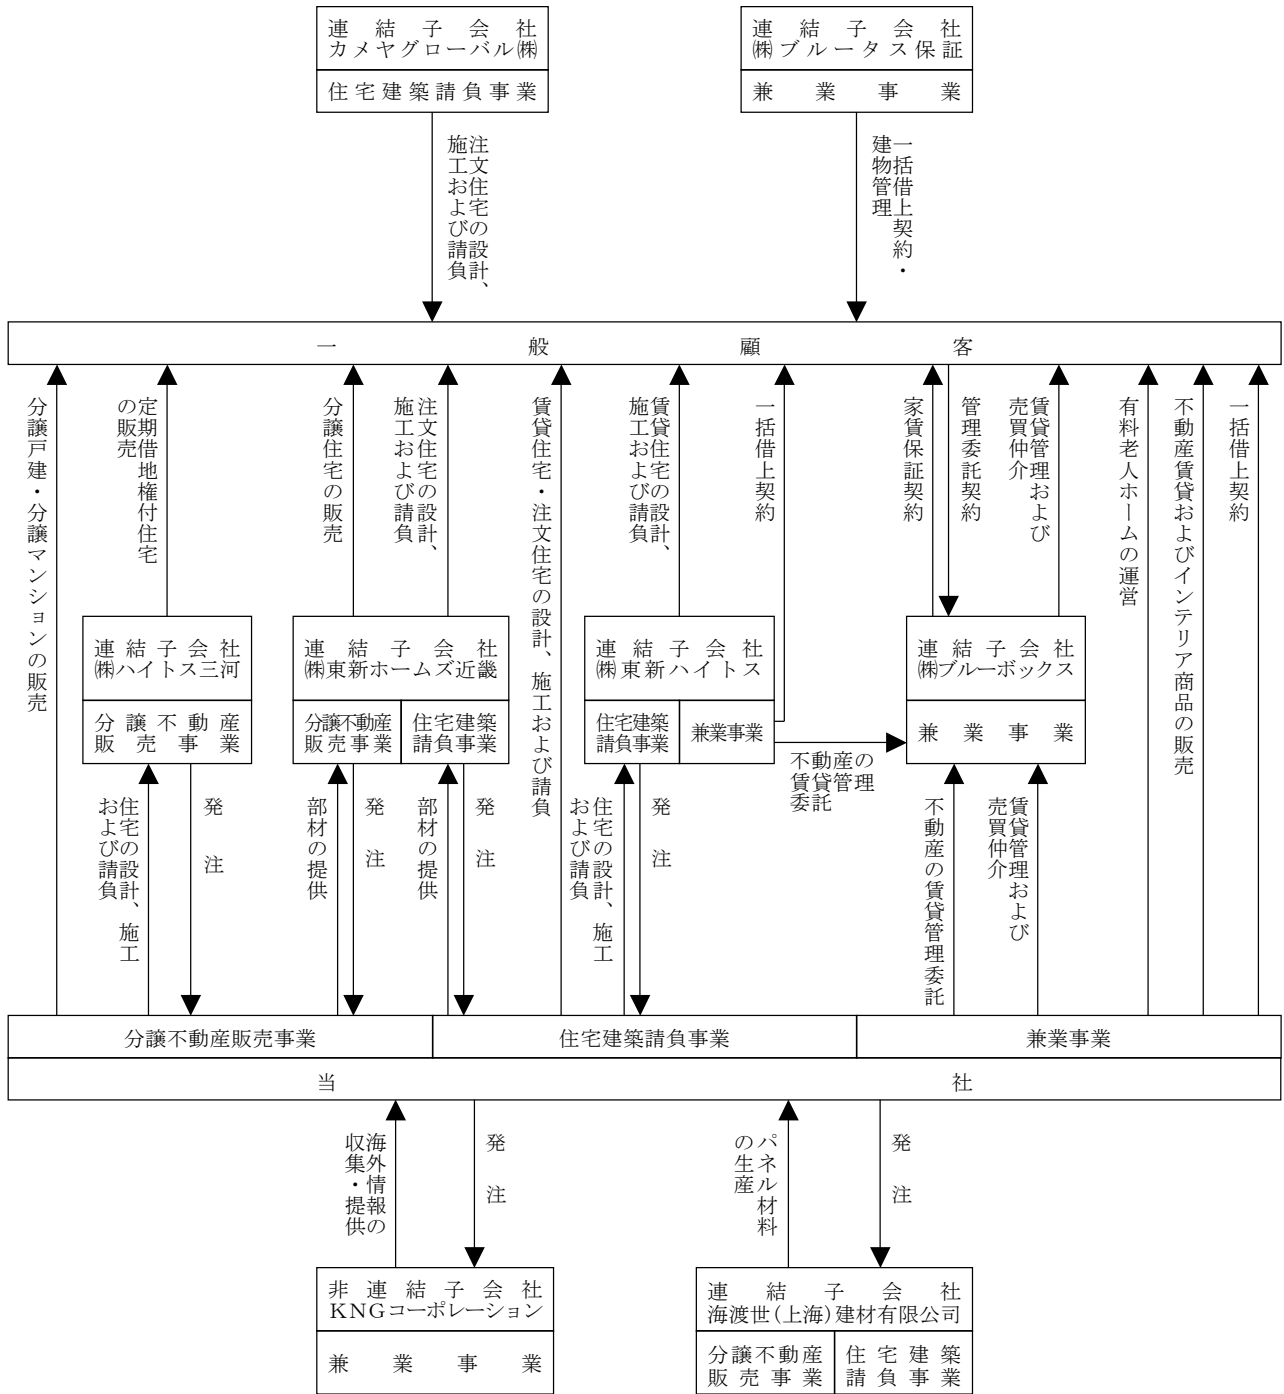 連結子会社
カメヤグローバル㈱
住宅建築請負事業
連結子会社
㈱ブルータス保証
兼業事業
注文住宅の設計、
施工および請負
一括借上契約・
建物管理
一般顧客
分譲戸建・分譲マンションの販売
定期借地権付住宅
の販売
分譲住宅の販売
注文住宅の設計、
施工および請負
賃貸住宅・注文住宅の設計、施工および請負
賃貸住宅の設計、
施工および請負
一括借上契約
家賃保証契約
管理委託契約
賃貸管理および
売買仲介
有料老人ホームの運営
不動産賃貸およびインテリア商品の販売
一括借上契約
連結子会社
㈱ハイトス三河
分譲不動産
販売事業
連結子会社
㈱東新ホームズ近畿
分譲不動産
販売事業
住宅建築
請負事業
連結子会社
㈱東新ハイトス
住宅建築
請負事業
兼業事業
連結子会社
㈱ブルーボックス
兼業事業
不動産の
賃貸管理
委託
住宅の設計、施工
および請負
発注
部材の提供
発注
部材の提供
発注
住宅の設計、施工
および請負
発注
不動産の賃貸管理委託
賃貸管理および
売買仲介
分譲不動産販売事業
住宅建築請負事業
兼業事業
当社
海外情報の
収集・提供
発注
パネル材料
の生産
発注
非連結子会社
KNGコーポレーション
兼業事業
連結子会社
海渡世(上海)建材有限公司
分譲不動産
販売事業
住宅建築
請負事業